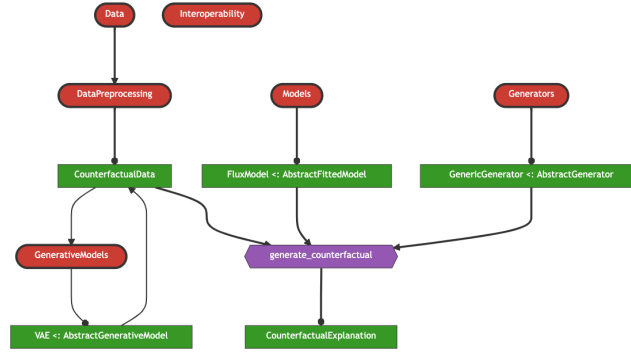 Data
Interoperability
DataPreprocessing
Models
Generators
CounterfactualData
FluxModel <: AbstractFittedModel
GenericGenerator <: AbstractGenerator
GenerativeModels
generate_counterfactual
VAE <: AbstractGenerativeModel
CounterfactualExplanation